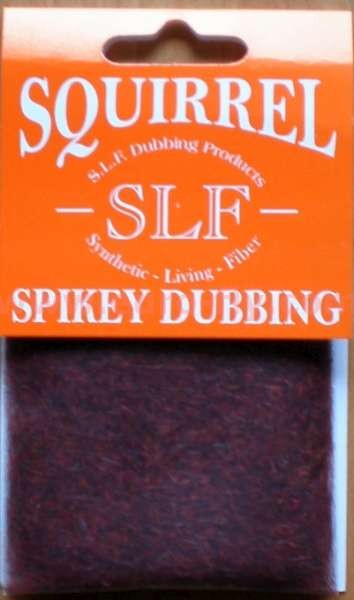 SQUIRREL
S.L.F. Dubbing Products
- SLF -
Synthetic - Living - Fiber
SPIKEY DUBBING